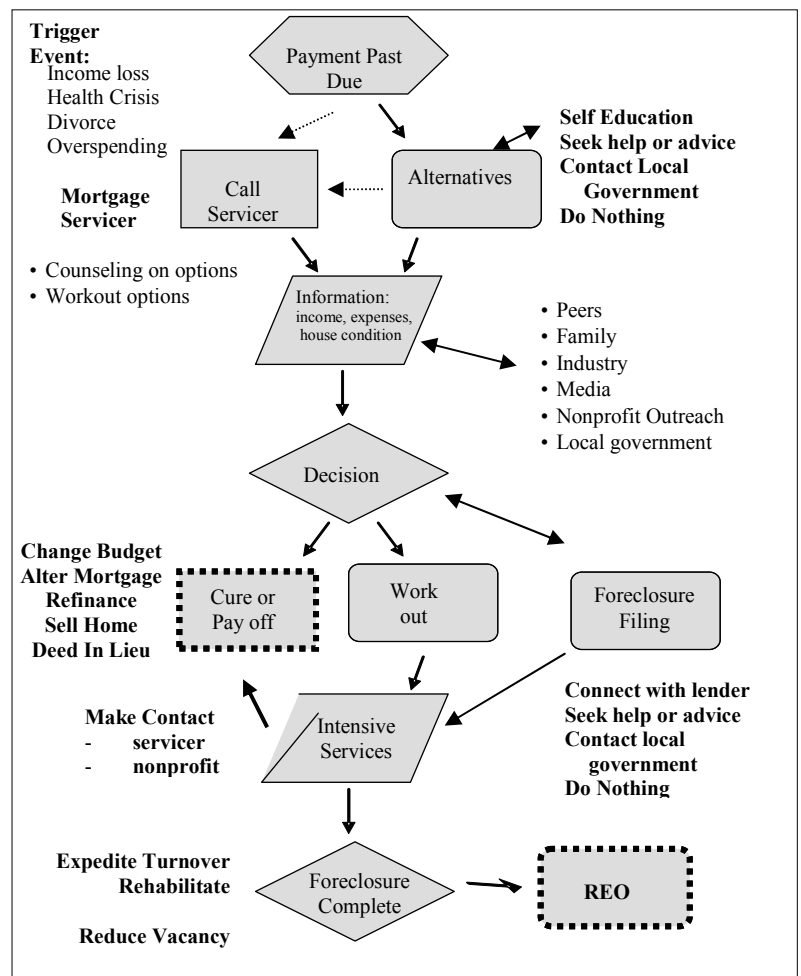 Trigger
Event:
Income loss
Health Crisis
Divorce
Overspending
Payment Past
Due
Self Education
Seek help or advice
Contact Local
Government
Do Nothing
Mortgage
Servicer
Call
Servicer
Alternatives
• Counseling on options
• Workout options
Information:
income, expenses,
house condition
• Peers
• Family
• Industry
• Media
• Nonprofit Outreach
• Local government
Decision
Change Budget
Alter Mortgage
Refinance
Sell Home
Deed In Lieu
Cure or
Pay off
Work
out
Foreclosure
Filing
Make Contact
- servicer
- nonprofit
Intensive
Services
Connect with lender
Seek help or advice
Contact local
government
Do Nothing
Expedite Turnover
Rehabilitate
Reduce Vacancy
Foreclosure
Complete
REO